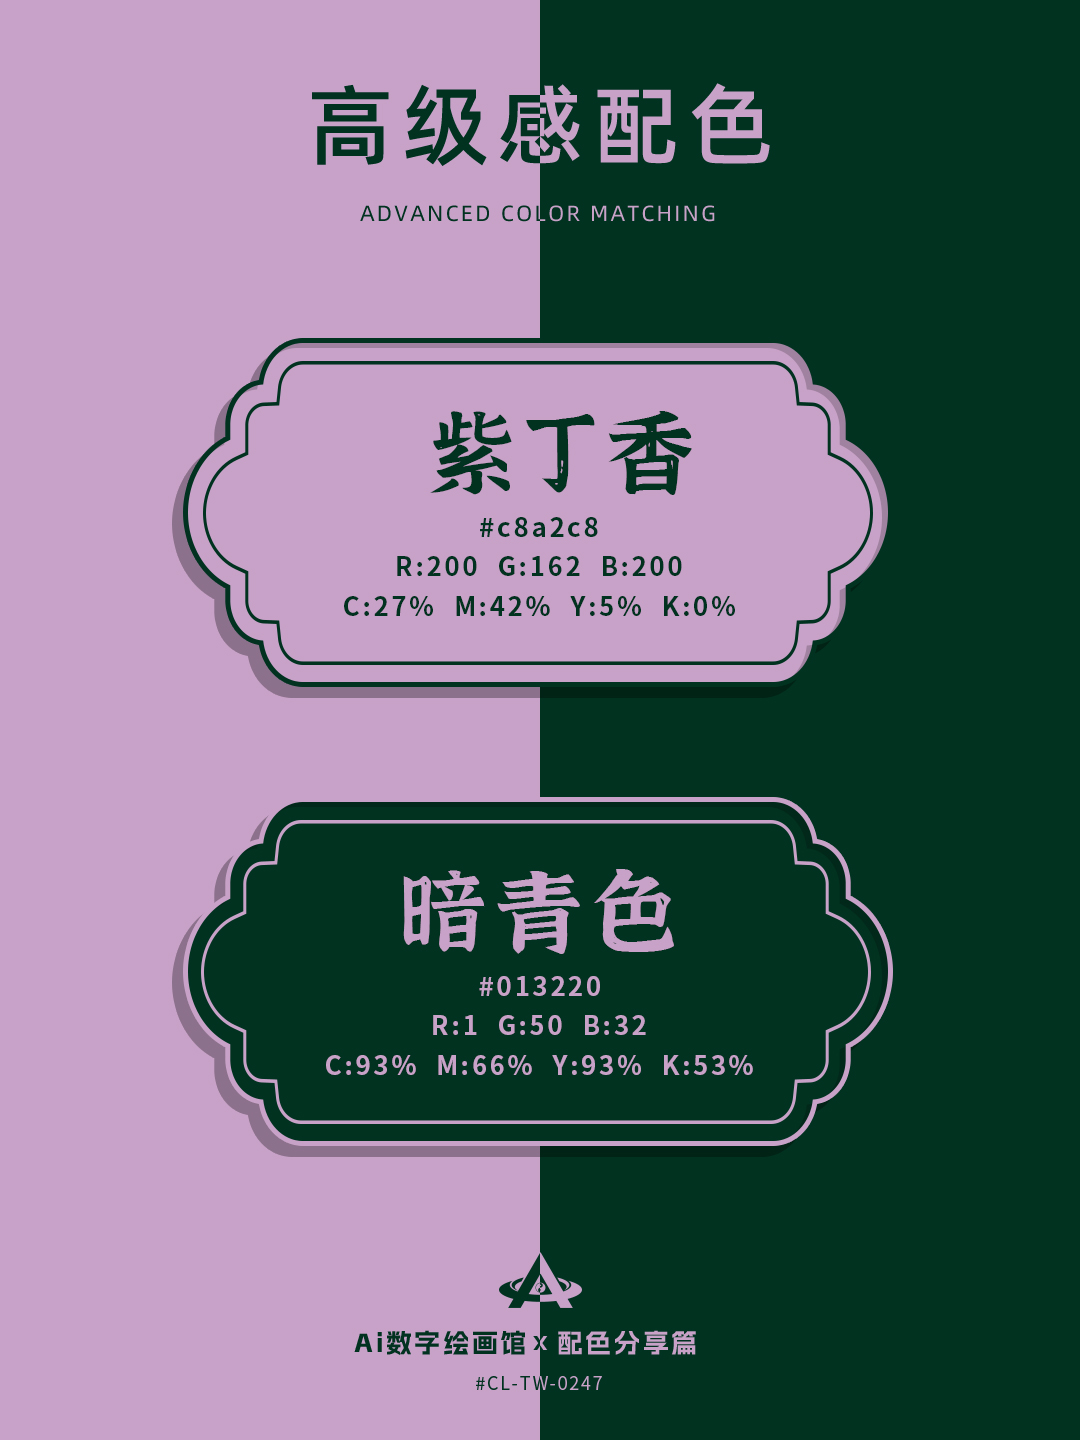 高级感配色
ADVANCED COLOR MATCHING
紫丁香
#c8a2c8
R:200 G:162 B:200
C:27% M:42% Y:5% K:0%
暗青色
#013220
R:1 G:50 B:32
C:93% M:66% Y:93% K:53%
Ai数字绘画馆 x 配色分享篇
#CL-TW-0247